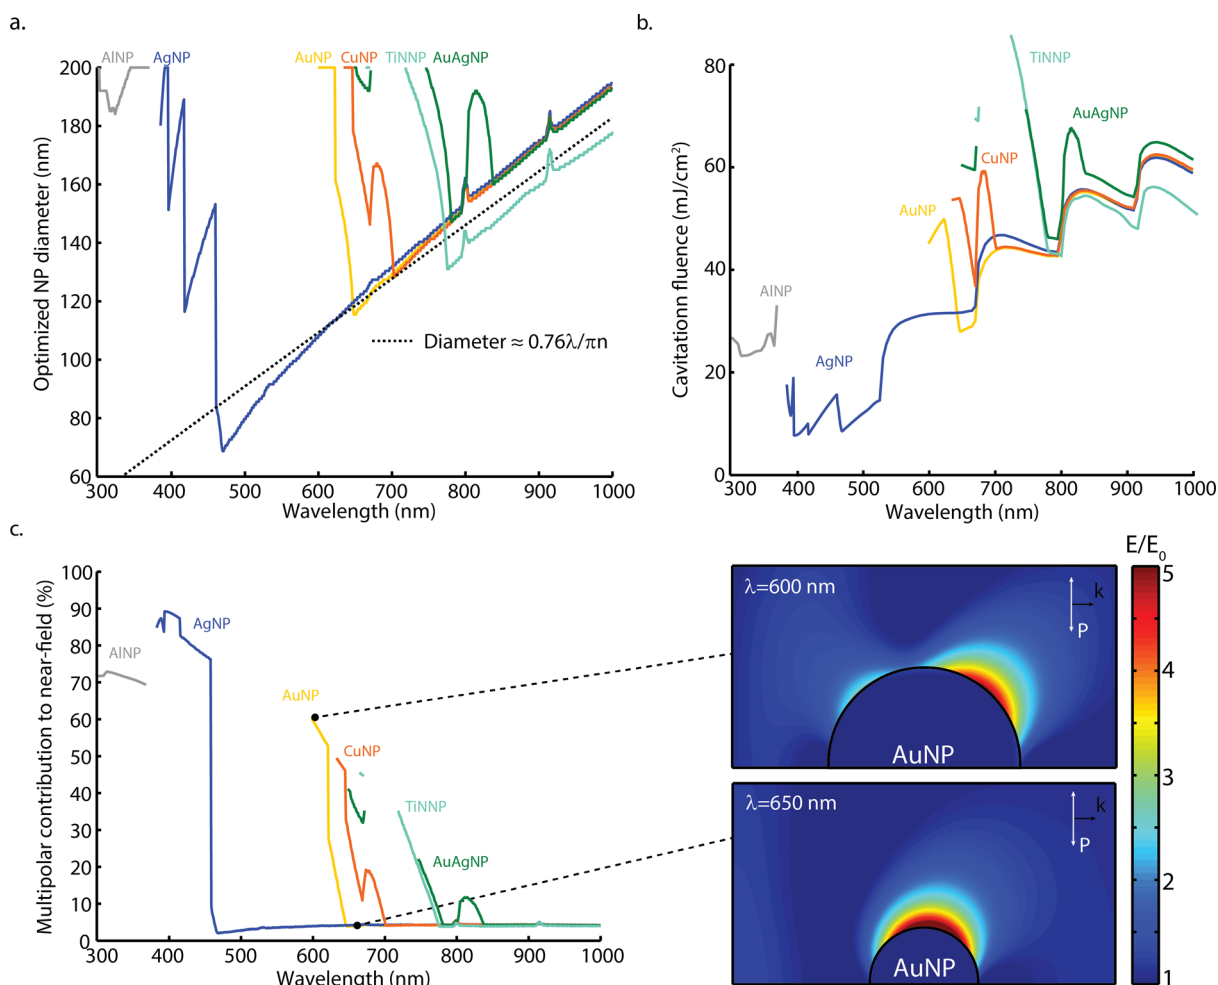 a.
AlNP AgNP AuNP CuNP TiNNP AuAgNP
200
180
160
140
120
100
80
60
Optimized NP diameter (nm)
Diameter ≈ 0.76λ/πn
300 400 500 600 700 800 900 1000
Wavelength (nm)
b.
80
60
40
20
0
Cavitationn fluence (mJ/cm²)
TiNNP
AuAgNP
CuNP
AuNP
AlNP
AgNP
300 400 500 600 700 800 900 1000
Wavelength (nm)
c.
100
90
80
70
60
50
40
30
20
10
0
Multipolar contribution to near-field (%)
AgNP
AlNP
AuNP
CuNP
TiNNP
AuAgNP
300 400 500 600 700 800 900 1000
Wavelength (nm)
λ=600 nm
k
P
AuNP
λ=650 nm
k
P
AuNP
E/E₀
5
4
3
2
1